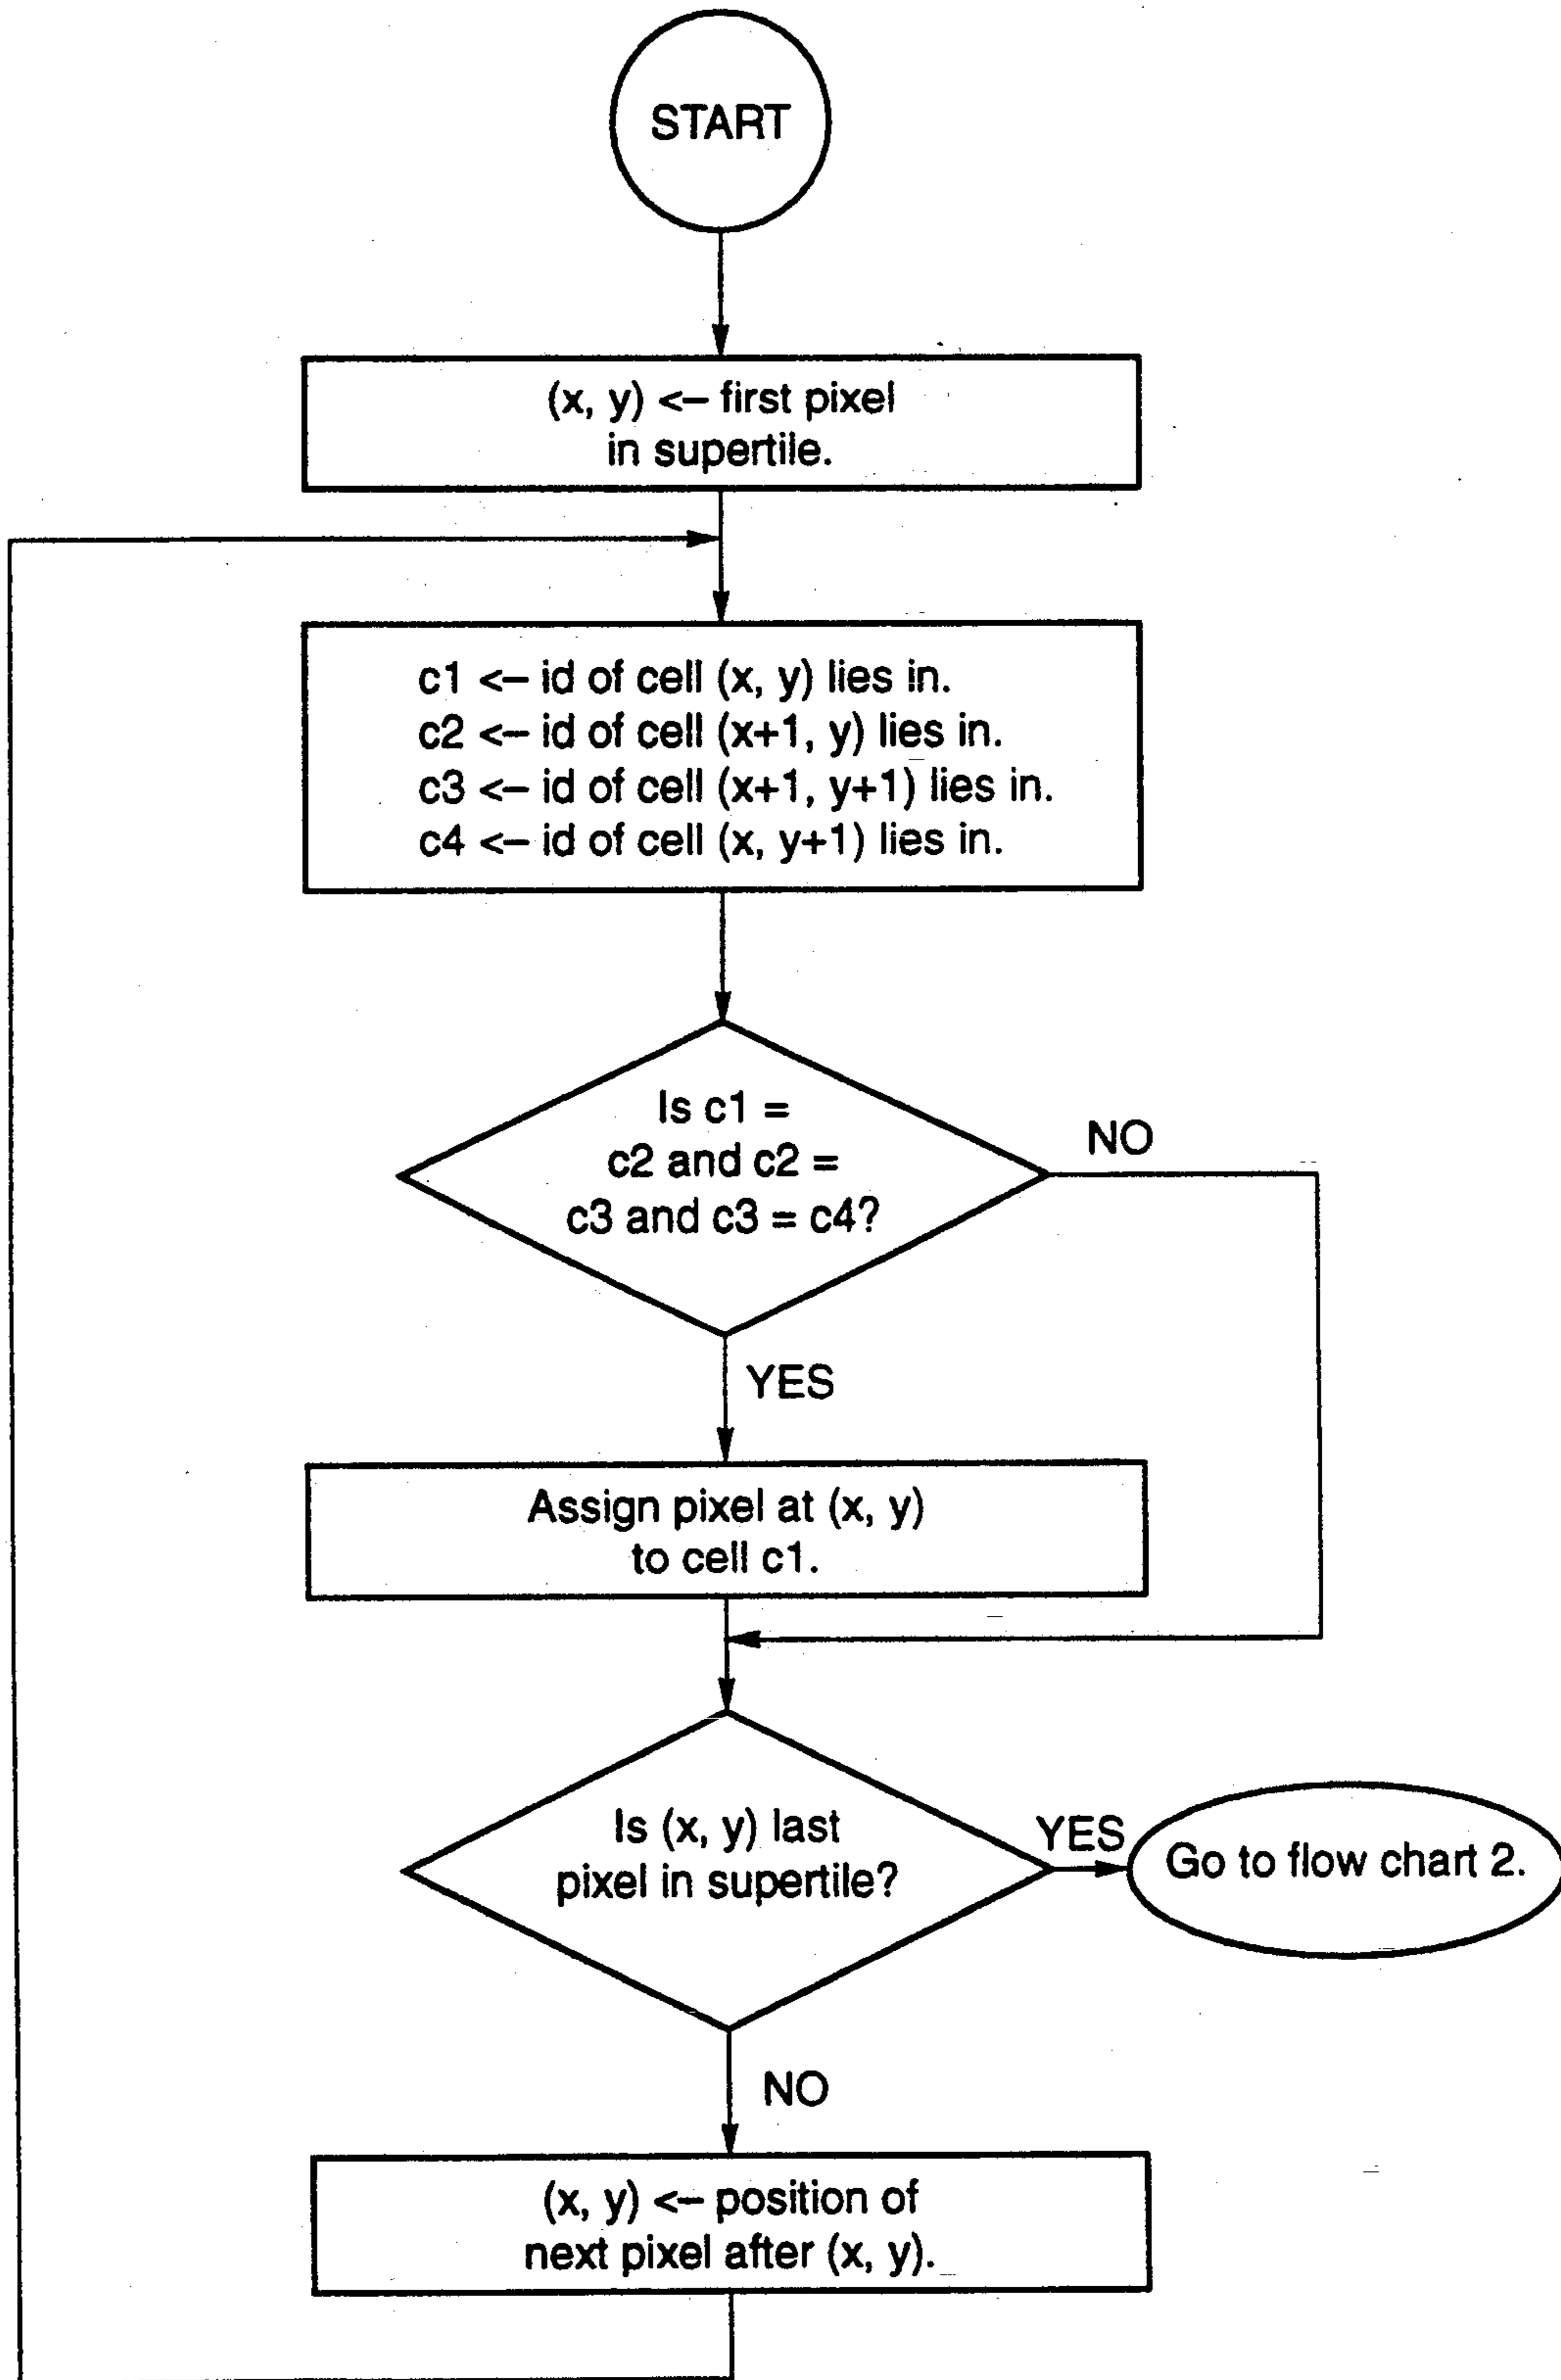 START
(x, y) <– first pixel
in supertile.
c1 <– id of cell (x, y) lies in.
c2 <– id of cell (x+1, y) lies in.
c3 <– id of cell (x+1, y+1) lies in.
c4 <– id of cell (x, y+1) lies in.
Is c1 =
c2 and c2 =
c3 and c3 = c4?
NO
YES
Assign pixel at (x, y)
to cell c1.
Is (x, y) last
pixel in supertile?
YES
Go to flow chart 2.
NO
(x, y) <– position of
next pixel after (x, y).